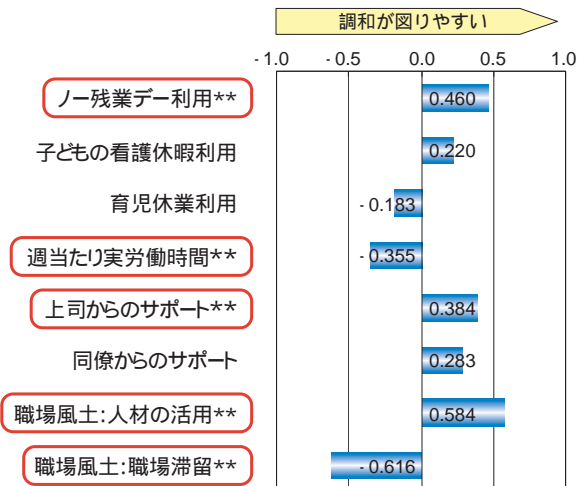 調和が図りやすい
- 1.0 - 0.5 0.0 0.5 1.0
ノー残業デー利用** 0.460
子どもの看護休暇利用 0.220
育児休業利用 - 0.183
週当たり実労働時間** - 0.355
上司からのサポート** 0.384
同僚からのサポート 0.283
職場風土:人材の活用** 0.584
職場風土:職場滞留** - 0.616